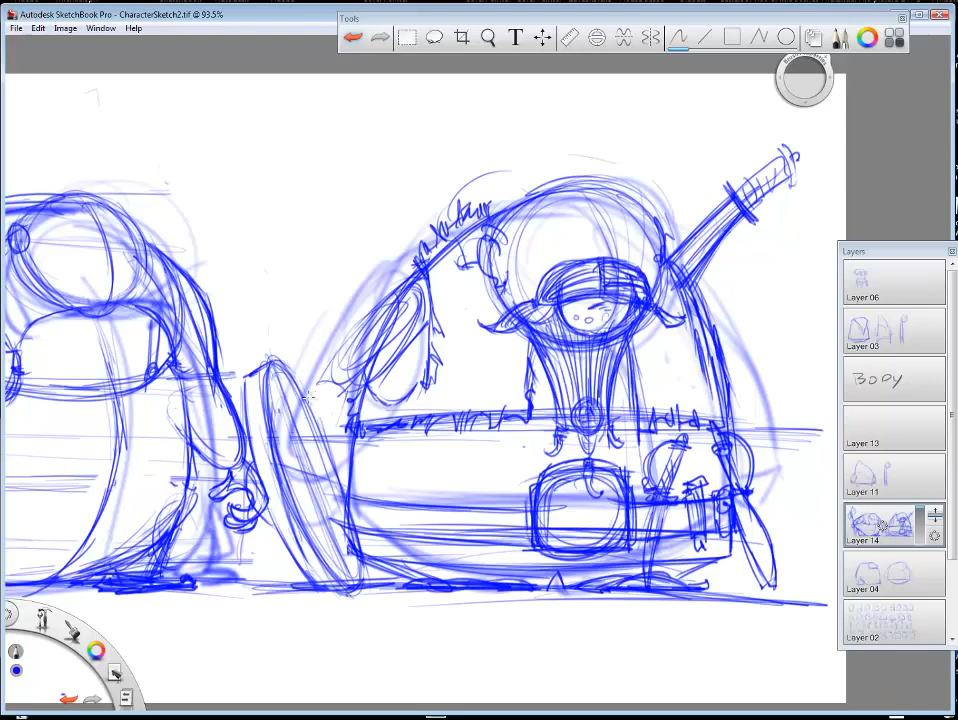 Autodesk SketchBook Pro - CharacterSketch2.tif @ 93.5%
File Edit Image Window Help
Tools
T
Layers
Layer 06
Layer 03
BODY
Layer 13
Layer 11
Layer 14
Layer 04
Layer 02